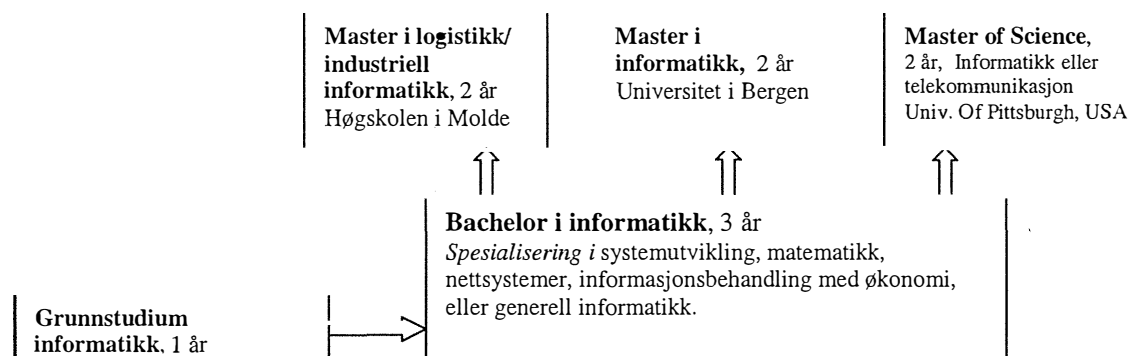 Master i logistikk/
industriell
informatikk, 2 år
Høgskolen i Molde
Master i
informatikk, 2 år
Universitet i Bergen
Master of Science,
2 år, Informatikk eller
telekommunikasjon
Univ. Of Pittsburgh, USA
Bachelor i informatikk, 3 år
Spesialisering i systemutvikling, matematikk,
nettsystemer, informasjonsbehandling med økonomi,
eller generell informatikk.
Grunnstudium
informatikk, 1 år